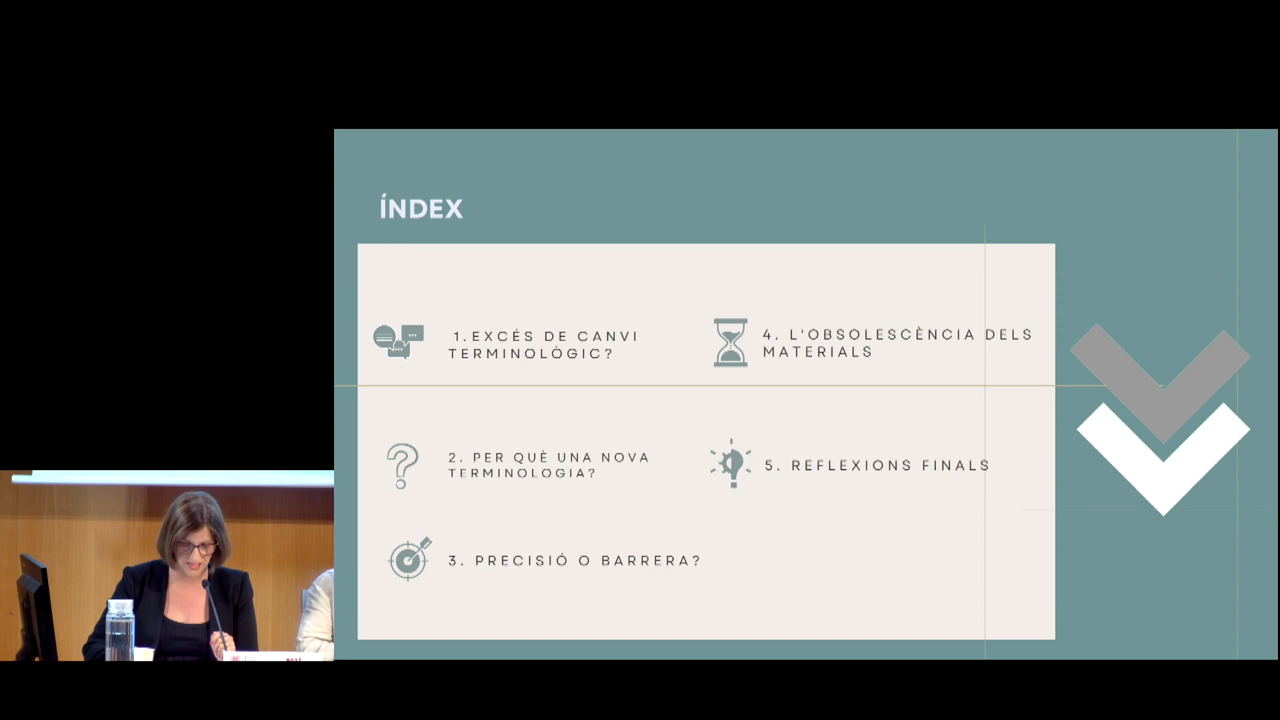 ÍNDEX
1.EXCÉS DE CANVI
TERMINOLÒGIC?
2. PER QUÈ UNA NOVA
TERMINOLOGIA?
3. PRECISIÓ O BARRERA?
4. L'OBSOLESCÈNCIA DELS
MATERIALS
5. REFLEXIONS FINALS